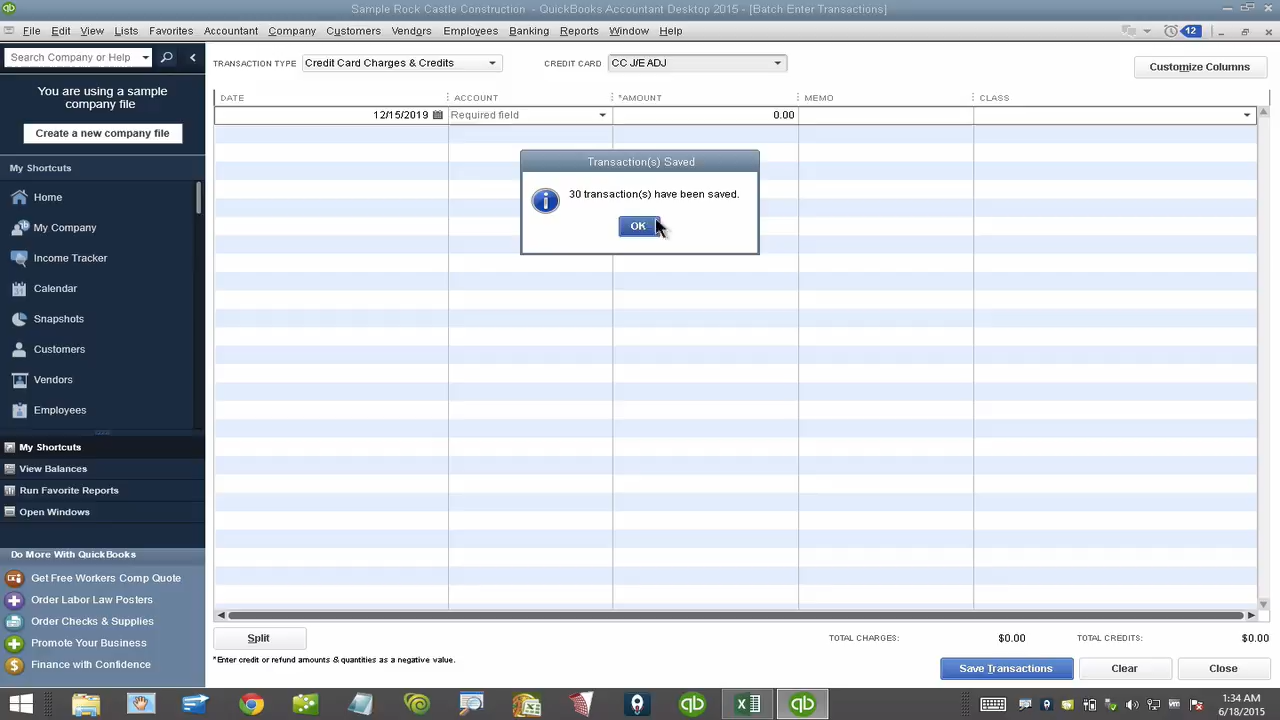 Sample Rock Castle Construction - QuickBooks Accountant Desktop 2015 - [Batch Enter Transactions]
File Edit View Lists Favorites Accountant Company Customers Vendors Employees Banking Reports Window Help
12
Search Company or Help
You are using a sample
company file
Create a new company file
My Shortcuts
Home
My Company
Income Tracker
Calendar
Snapshots
Customers
Vendors
Employees
My Shortcuts
View Balances
Run Favorite Reports
Open Windows
Do More With QuickBooks
Get Free Workers Comp Quote
Order Labor Law Posters
Order Checks & Supplies
Promote Your Business
Finance with Confidence
TRANSACTION TYPE Credit Card Charges & Credits CREDIT CARD CC J/E ADJ
Customize Columns
DATE ACCOUNT *AMOUNT MEMO CLASS
12/15/2019 Required field 0.00
Transaction(s) Saved
30 transaction(s) have been saved.
OK
Split
TOTAL CHARGES: $0.00 TOTAL CREDITS: $0.00
*Enter credit or refund amounts & quantities as a negative value.
Save Transactions Clear Close
1:34 AM
6/18/2015